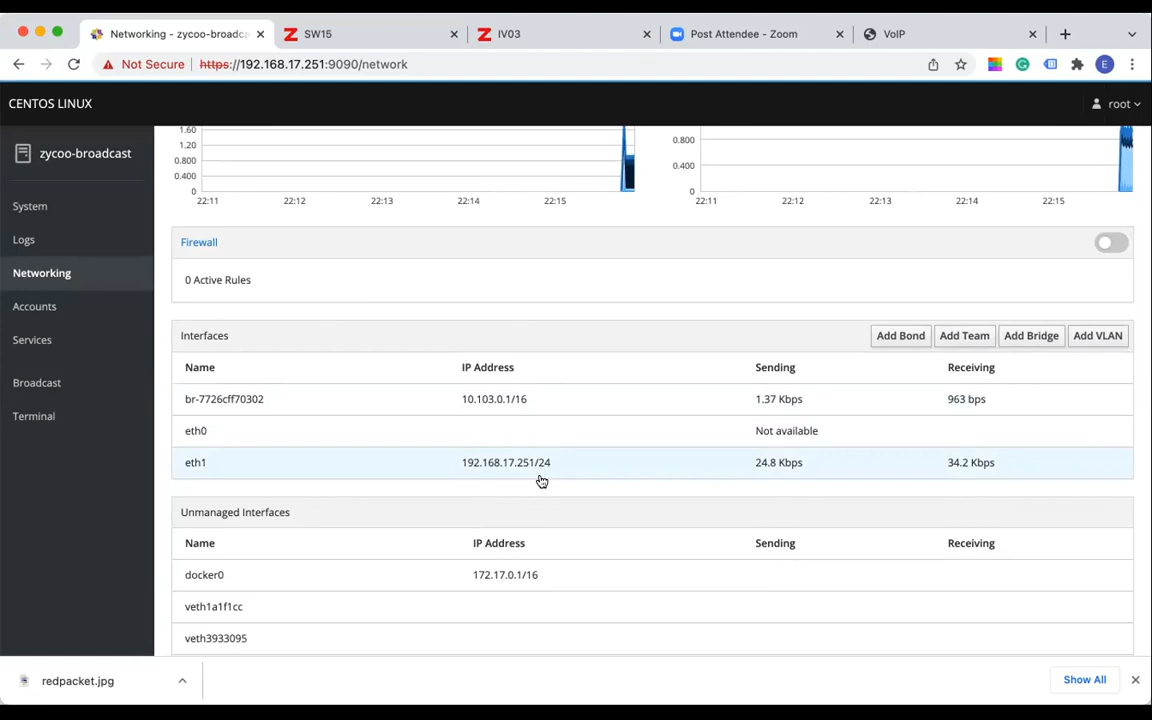 Networking - zycoo-broadca
SW15
IV03
Post Attendee - Zoom
VoIP
Not Secure https://192.168.17.251:9090/network
E
CENTOS LINUX
root
zycoo-broadcast
System
Logs
Networking
Accounts
Services
Broadcast
Terminal
1.60
1.20
0.800
0.400
0
22:11 22:12 22:13 22:14 22:15
0.800
0.400
0
22:11 22:12 22:13 22:14 22:15
Firewall
0 Active Rules
Interfaces Add Bond Add Team Add Bridge Add VLAN
Name IP Address Sending Receiving
br-7726cff70302 10.103.0.1/16 1.37 Kbps 963 bps
eth0 Not available
eth1 192.168.17.251/24 24.8 Kbps 34.2 Kbps
Unmanaged Interfaces
Name IP Address Sending Receiving
docker0 172.17.0.1/16
veth1a1f1cc
veth3933095
redpacket.jpg
Show All